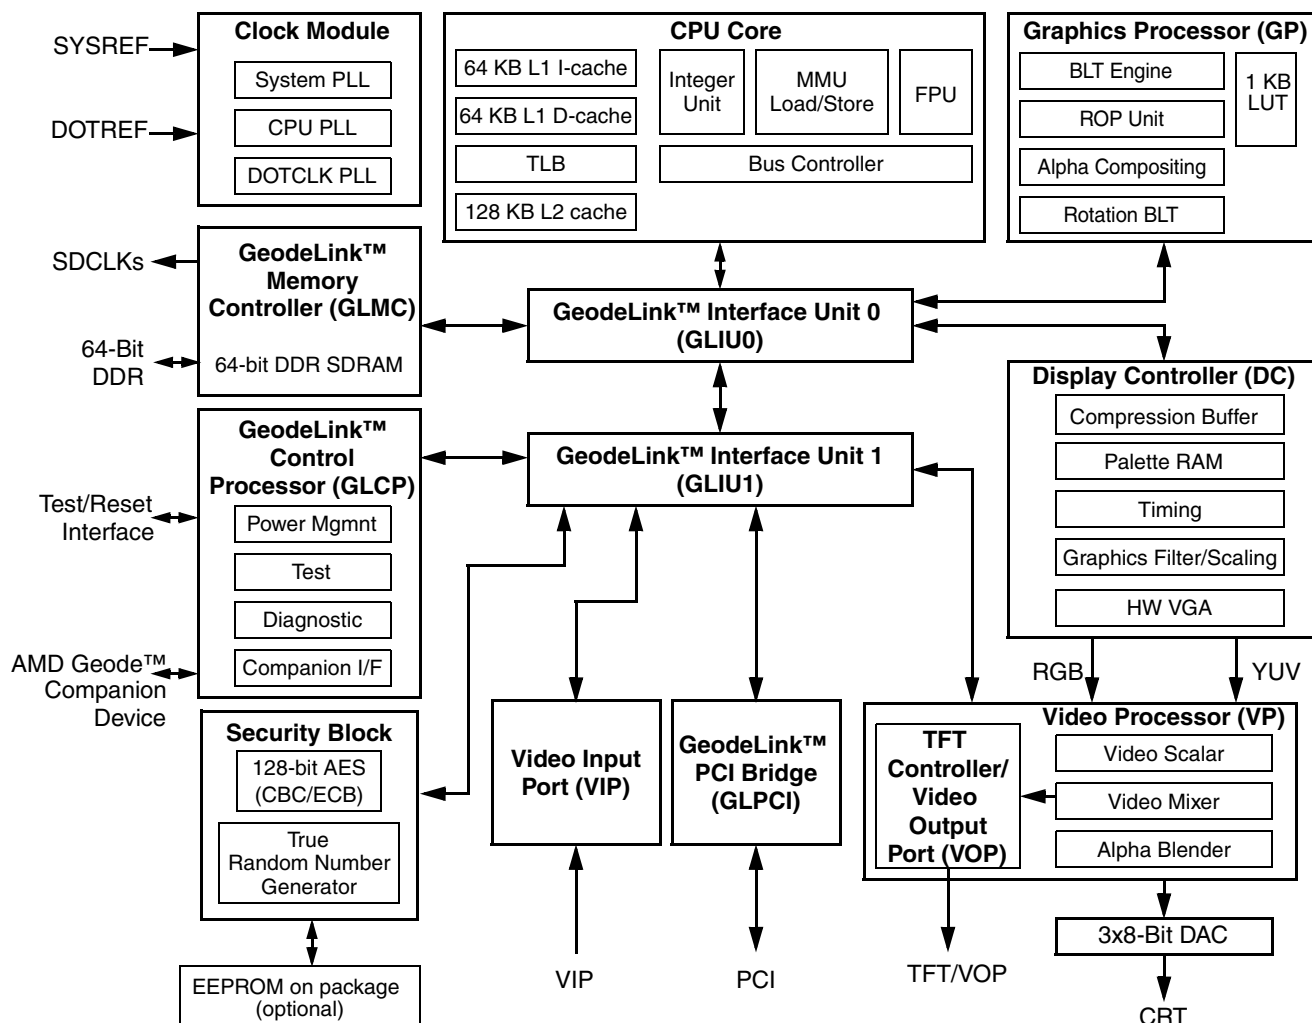 SYSREF
DOTREF
Clock Module
System PLL
CPU PLL
DOTCLK PLL
CPU Core
64 KB L1 I-cache
64 KB L1 D-cache
TLB
128 KB L2 cache
Integer
Unit
MMU
Load/Store
FPU
Bus Controller
Graphics Processor (GP)
BLT Engine
ROP Unit
Alpha Compositing
Rotation BLT
1 KB
LUT
SDCLKs
64-Bit
DDR
GeodeLink™
Memory
Controller (GLMC)
64-bit DDR SDRAM
GeodeLink™ Interface Unit 0
(GLIU0)
Display Controller (DC)
Compression Buffer
Palette RAM
Timing
Graphics Filter/Scaling
HW VGA
Test/Reset
Interface
AMD Geode™
Companion
Device
GeodeLink™
Control
Processor (GLCP)
Power Mgmnt
Test
Diagnostic
Companion I/F
GeodeLink™ Interface Unit 1
(GLIU1)
RGB
YUV
Security Block
128-bit AES
(CBC/ECB)
True
Random Number
Generator
EEPROM on package
(optional)
Video Input
Port (VIP)
VIP
GeodeLink™
PCI Bridge
(GLPCI)
PCI
Video Processor (VP)
TFT
Controller/
Video
Output
Port (VOP)
Video Scalar
Video Mixer
Alpha Blender
TFT/VOP
3x8-Bit DAC
CRT